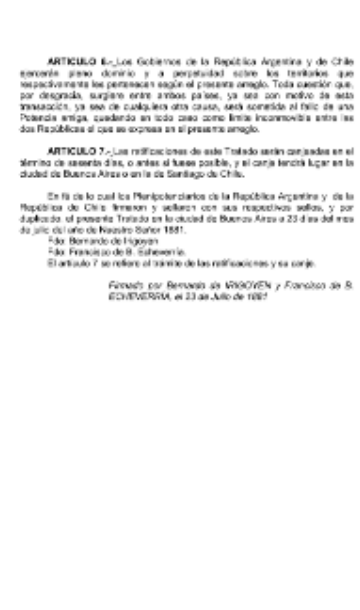 ARTICULO 6.- Los Gobiernos de la República Argentina y de Chile
ejercerán pleno dominio y a perpetuidad sobre los territorios que
respectivamente les pertenecen según el presente arreglo. Toda cuestión que,
por desgracia, surgiere entre ambos países, ya sea con motivo de esta
transacción, ya sea de cualquiera otra causa, será sometida al fallo de una
Potencia amiga, quedando en todo caso como límite inconmovible entre las
dos Repúblicas el que se expresa en el presente arreglo.
ARTICULO 7.- Las ratificaciones de este Tratado serán canjeadas en el
término de sesenta días, o antes si fuese posible, y el canje tendrá lugar en la
ciudad de Buenos Aires o en la de Santiago de Chile.
En fe de lo cual los Plenipotenciarios de la República Argentina y de la
República de Chile firmaron y sellaron con sus respectivos sellos, y por
duplicado, el presente Tratado en la ciudad de Buenos Aires a 23 días del mes
de julio del año de Nuestro Señor 1881.
Fdo: Bernardo de Irigoyen
Fdo: Francisco de B. Echeverría.
El artículo 7 se refiere al trámite de las ratificaciones y su canje.
Firmado por Bernardo de IRIGOYEN y Francisco de B.
ECHEVERRIA, el 23 de Julio de 1881